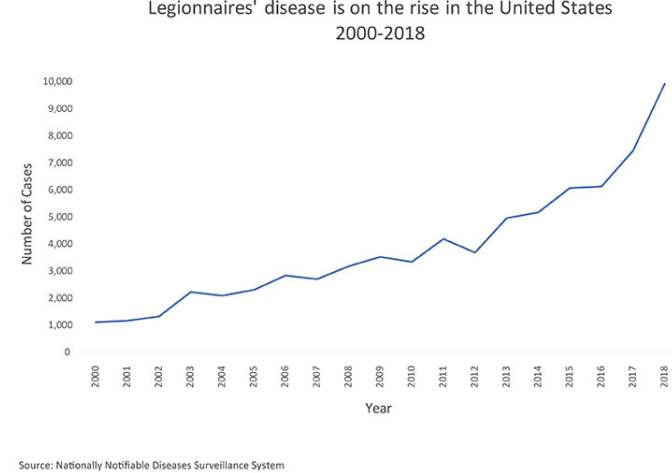 Legionnaires' disease is on the rise in the United States
2000-2018
10,000
9,000
8,000
7,000
6,000
5,000
4,000
3,000
2,000
1,000
0
Number of Cases
2000 2001 2002 2003 2004 2005 2006 2007 2008 2009 2010 2011 2012 2013 2014 2015 2016 2017 2018
Year
Source: Nationally Notifiable Diseases Surveillance System